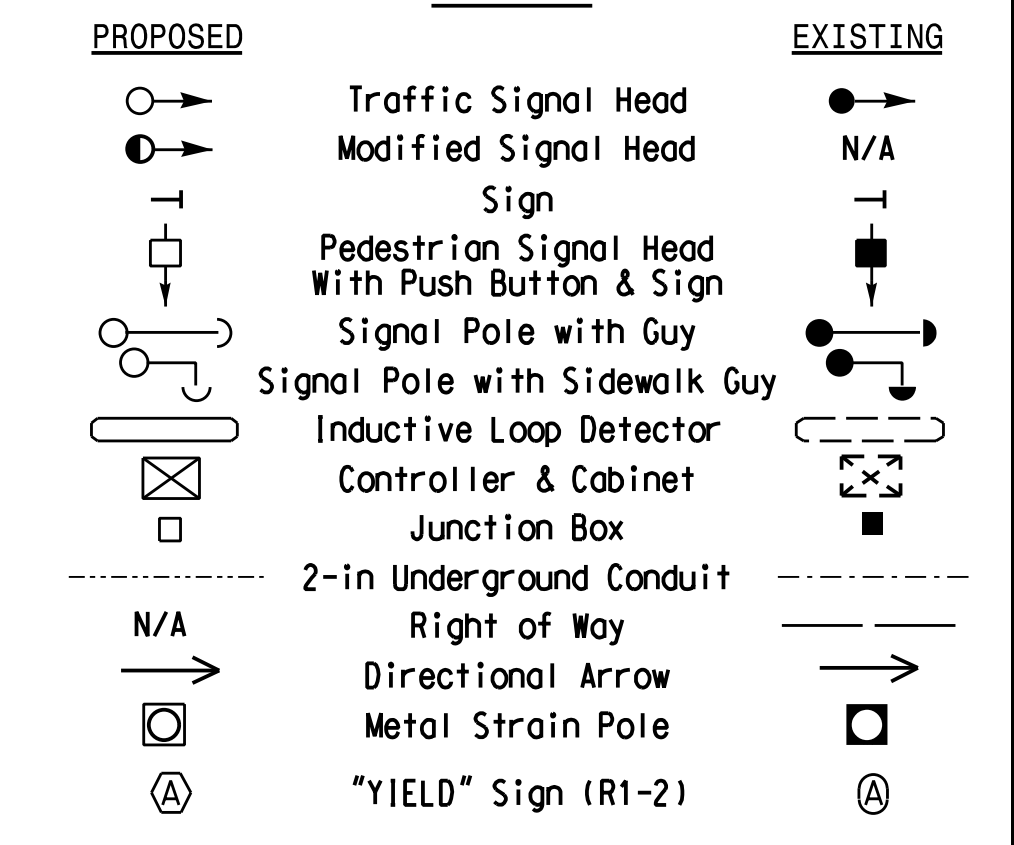 PROPOSED EXISTING
Traffic Signal Head
Modified Signal Head N/A
Sign
Pedestrian Signal Head
With Push Button & Sign
Signal Pole with Guy
Signal Pole with Sidewalk Guy
Inductive Loop Detector
Controller & Cabinet
Junction Box
2-in Underground Conduit
N/A Right of Way
Directional Arrow
Metal Strain Pole
A "YIELD" Sign (R1-2) A